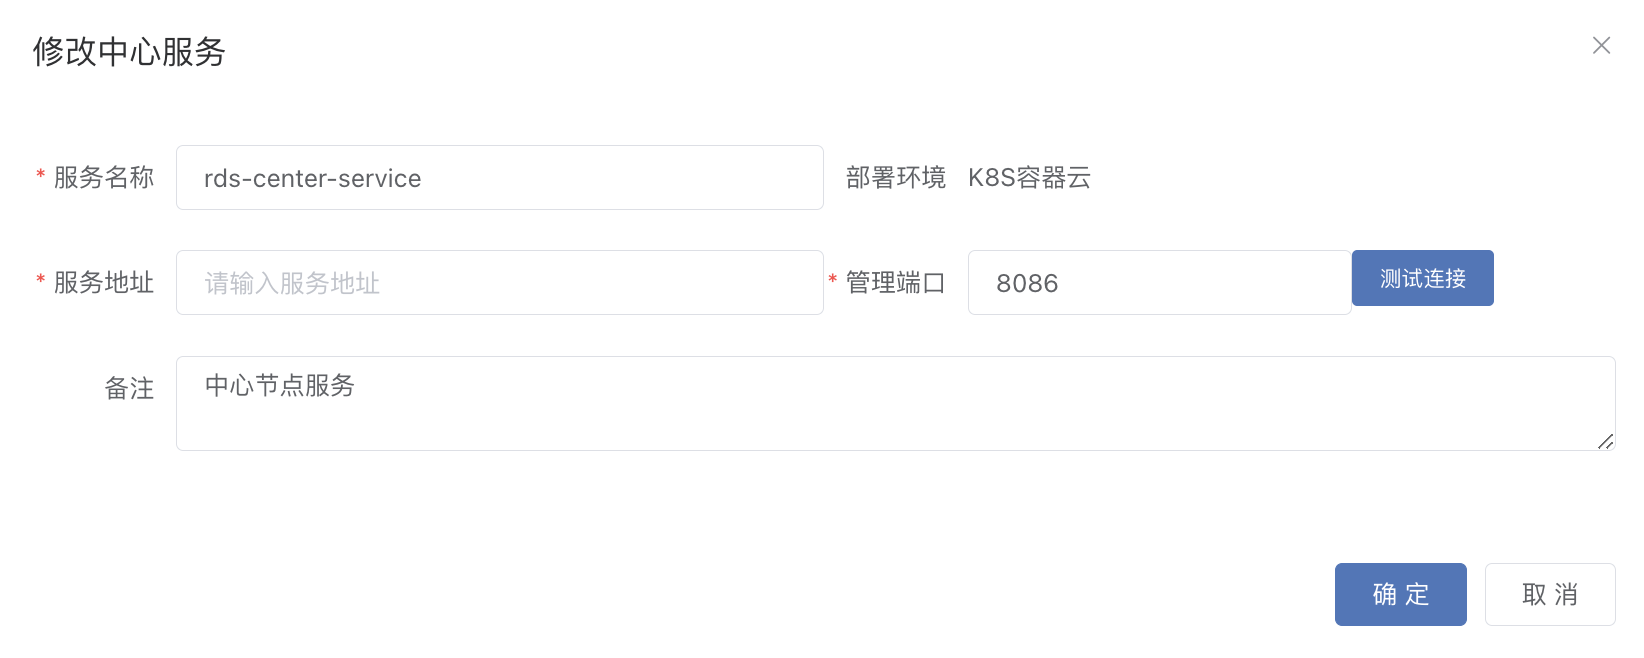 修改中心服务
* 服务名称 rds-center-service 部署环境 K8S容器云
* 服务地址 请输入服务地址 * 管理端口 8086 测试连接
备注 中心节点服务
确 定 取 消